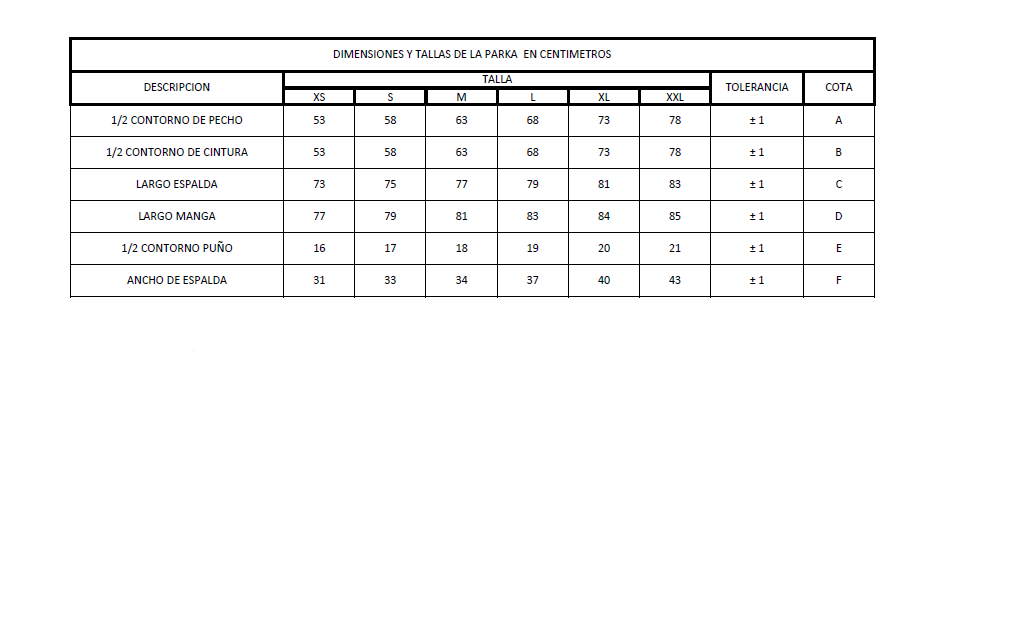 DIMENSIONES Y TALLAS DE LA PARKA EN CENTIMETROS
DESCRIPCION TALLA TOLERANCIA COTA
XS S M L XL XXL
1/2 CONTORNO DE PECHO 53 58 63 68 73 78 ± 1 A
1/2 CONTORNO DE CINTURA 53 58 63 68 73 78 ± 1 B
LARGO ESPALDA 73 75 77 79 81 83 ± 1 C
LARGO MANGA 77 79 81 83 84 85 ± 1 D
1/2 CONTORNO PUÑO 16 17 18 19 20 21 ± 1 E
ANCHO DE ESPALDA 31 33 34 37 40 43 ± 1 F